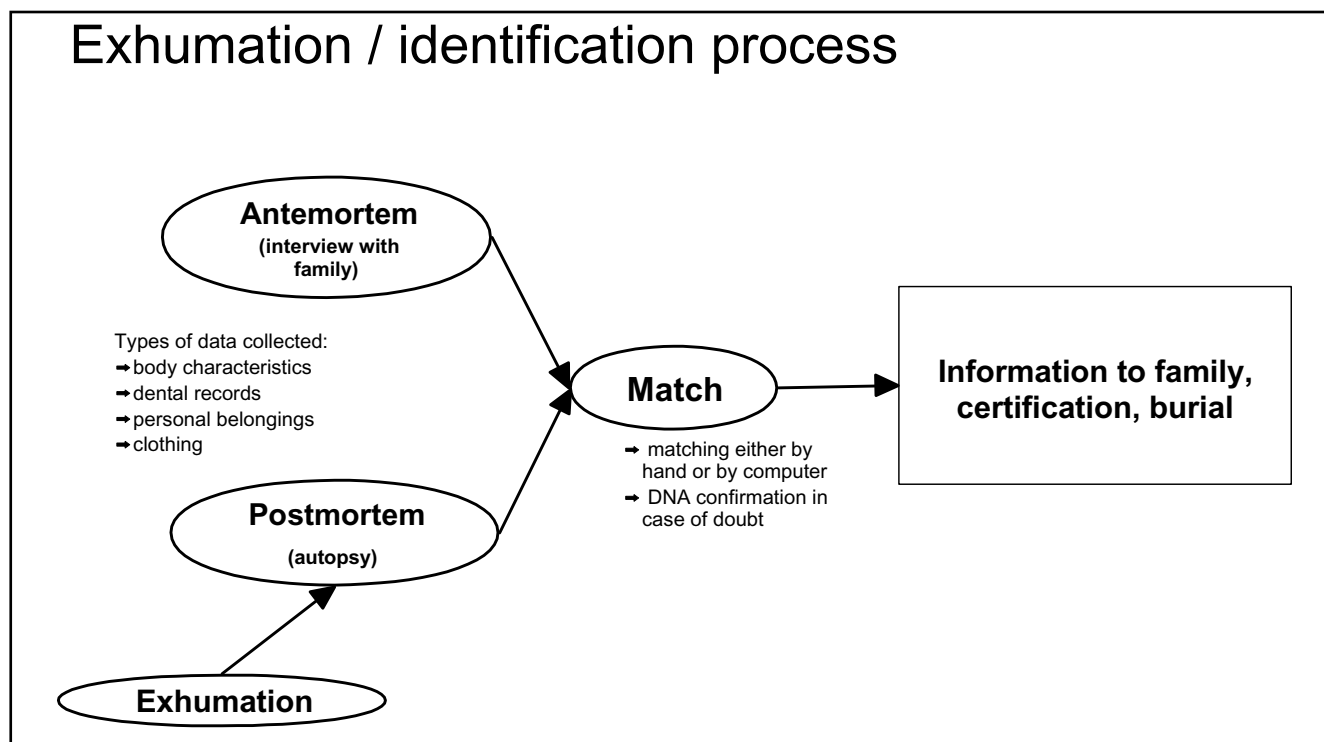 Exhumation / identification process
Antemortem
(interview with
family)
Types of data collected:
➡ body characteristics
➡ dental records
➡ personal belongings
➡ clothing
Postmortem
(autopsy)
Exhumation
Match
➡ matching either by
hand or by computer
➡ DNA confirmation in
case of doubt
Information to family,
certification, burial